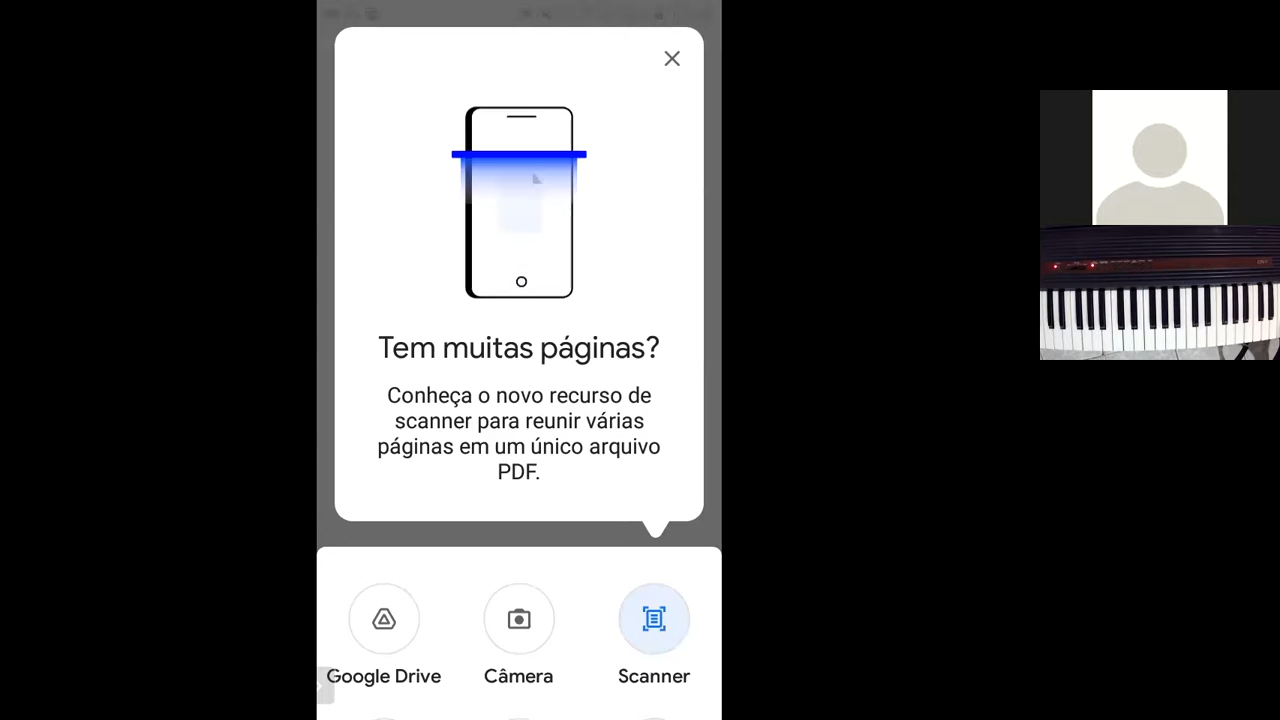 Tem muitas páginas?
Conheça o novo recurso de
scanner para reunir várias
páginas em um único arquivo
PDF.
Google Drive
Câmera
Scanner